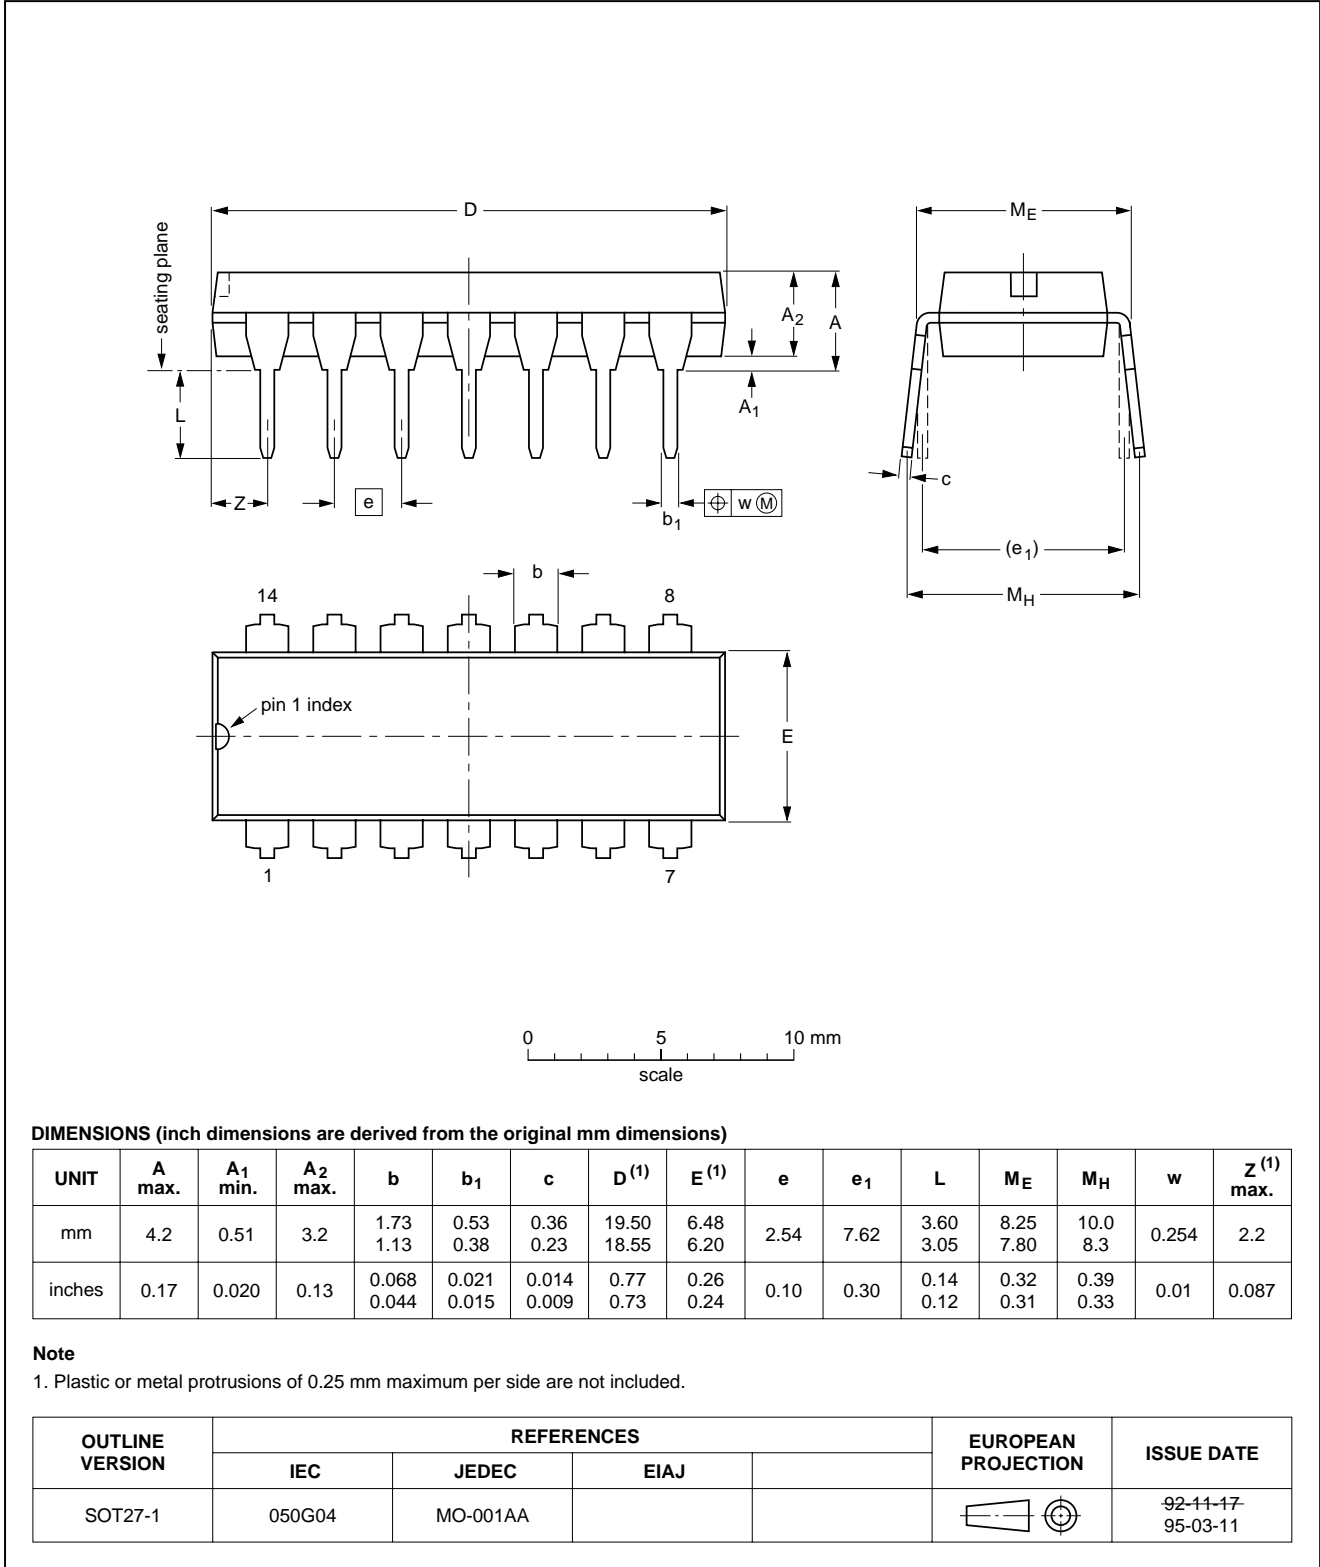 D
ME
seating plane
A2
A
A1
L
c
Z
e
b1
w M
(e1)
MH
b
14
8
pin 1 index
E
1
7
0
5
10 mm
scale
DIMENSIONS (inch dimensions are derived from the original mm dimensions)
UNIT A max. A1 min. A2 max. b b1 c D(1) E(1) e e1 L ME MH w Z(1) max.
mm 4.2 0.51 3.2 1.73 1.13 0.53 0.38 0.36 0.23 19.50 18.55 6.48 6.20 2.54 7.62 3.60 3.05 8.25 7.80 10.0 8.3 0.254 2.2
inches 0.17 0.020 0.13 0.068 0.044 0.021 0.015 0.014 0.009 0.77 0.73 0.26 0.24 0.10 0.30 0.14 0.12 0.32 0.31 0.39 0.33 0.01 0.087
Note
1. Plastic or metal protrusions of 0.25 mm maximum per side are not included.
OUTLINE VERSION
REFERENCES
EUROPEAN PROJECTION
ISSUE DATE
IEC JEDEC EIAJ
SOT27-1 050G04 MO-001AA
92-11-17
95-03-11